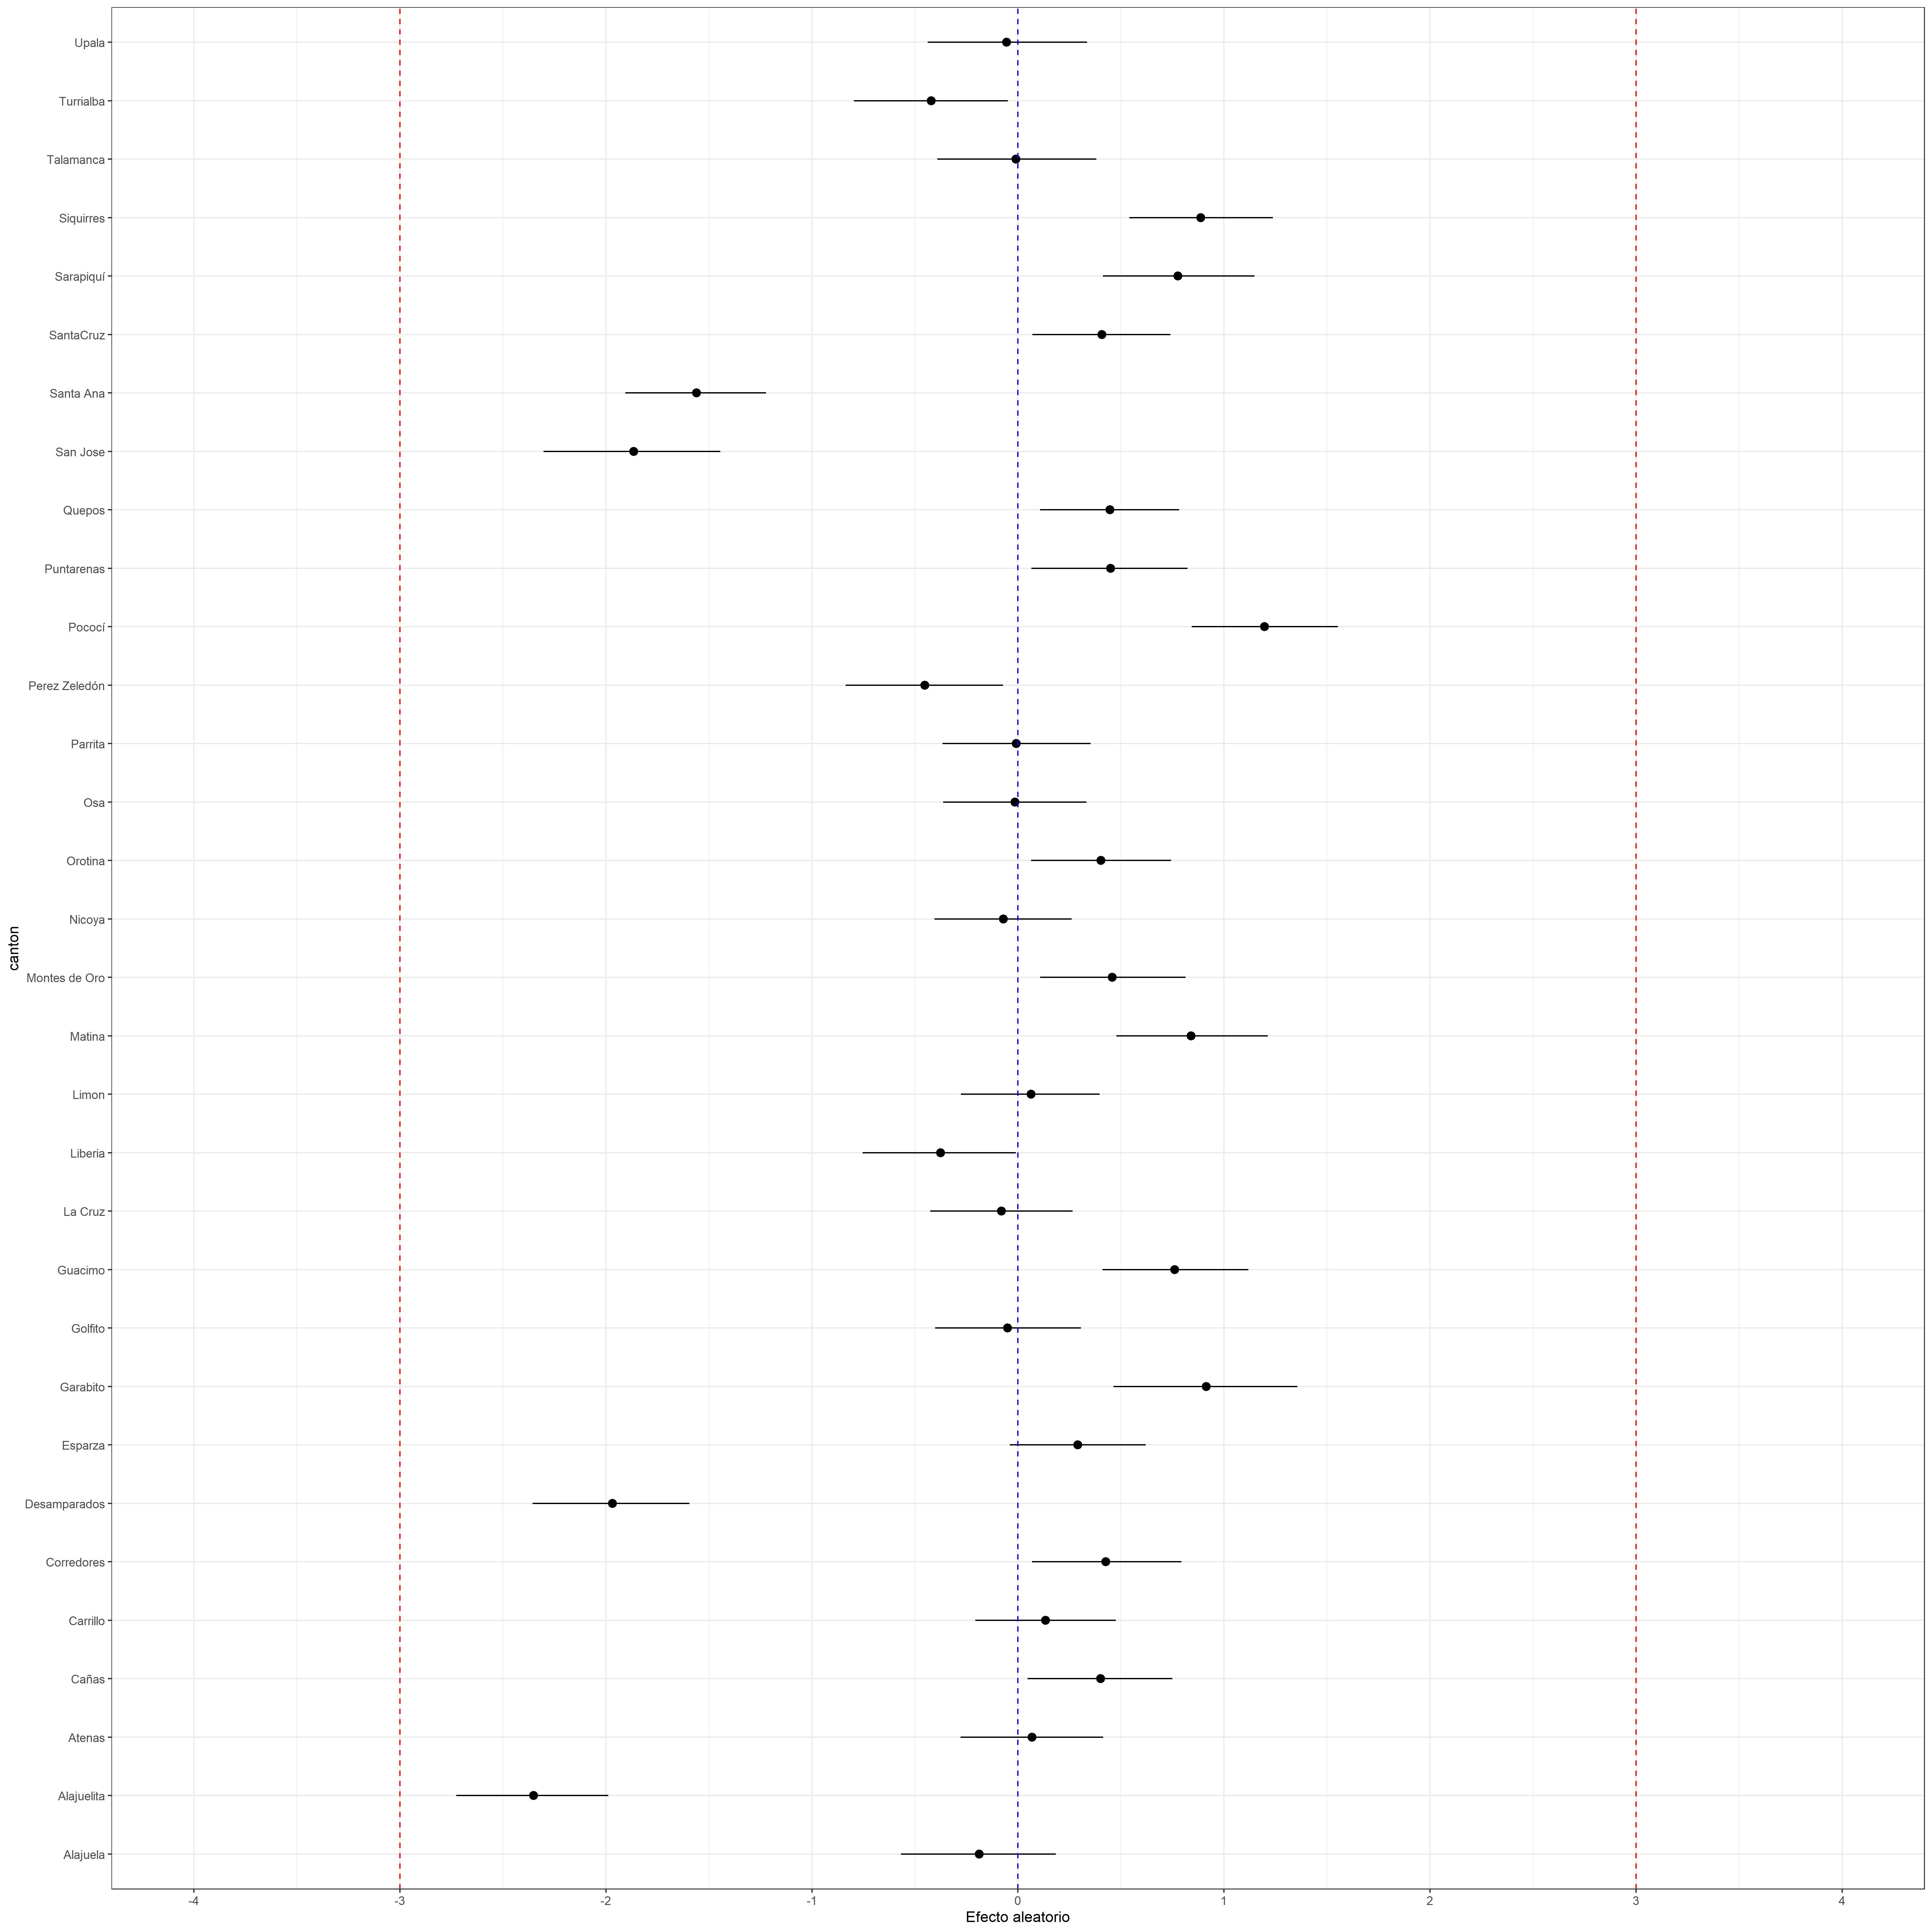 Upala
Turrialba
Talamanca
Siquirres
Sarapiquí
SantaCruz
Santa Ana
San Jose
Quepos
Puntarenas
Pococí
Perez Zeledón
Parrita
Osa
Orotina
Nicoya
Montes de Oro
Matina
Limon
Liberia
La Cruz
Guacimo
Golfito
Garabito
Esparza
Desamparados
Corredores
Carrillo
Cañas
Atenas
Alajuelita
Alajuela
canton
-4 -3 -2 -1 0 1 2 3 4
Efecto aleatorio